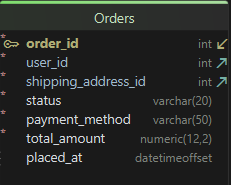 Orders
* order_id int
* user_id int
* shipping_address_id int
* status varchar(20)
* payment_method varchar(50)
* total_amount numeric(12,2)
placed_at datetimeoffset